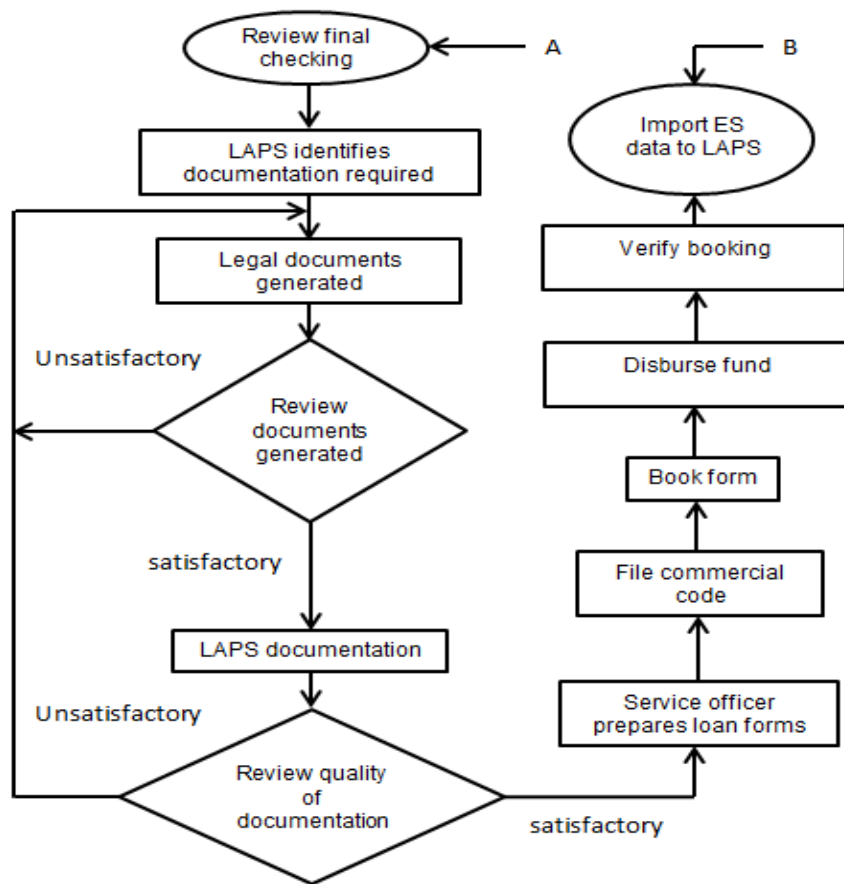 Review final
checking
A
LAPS identifies
documentation required
Legal documents
generated
Unsatisfactory
Review
documents
generated
satisfactory
LAPS documentation
Unsatisfactory
Review quality
of
documentation
satisfactory
B
Import ES
data to LAPS
Verify booking
Disburse fund
Book form
File commercial
code
Service officer
prepares loan forms